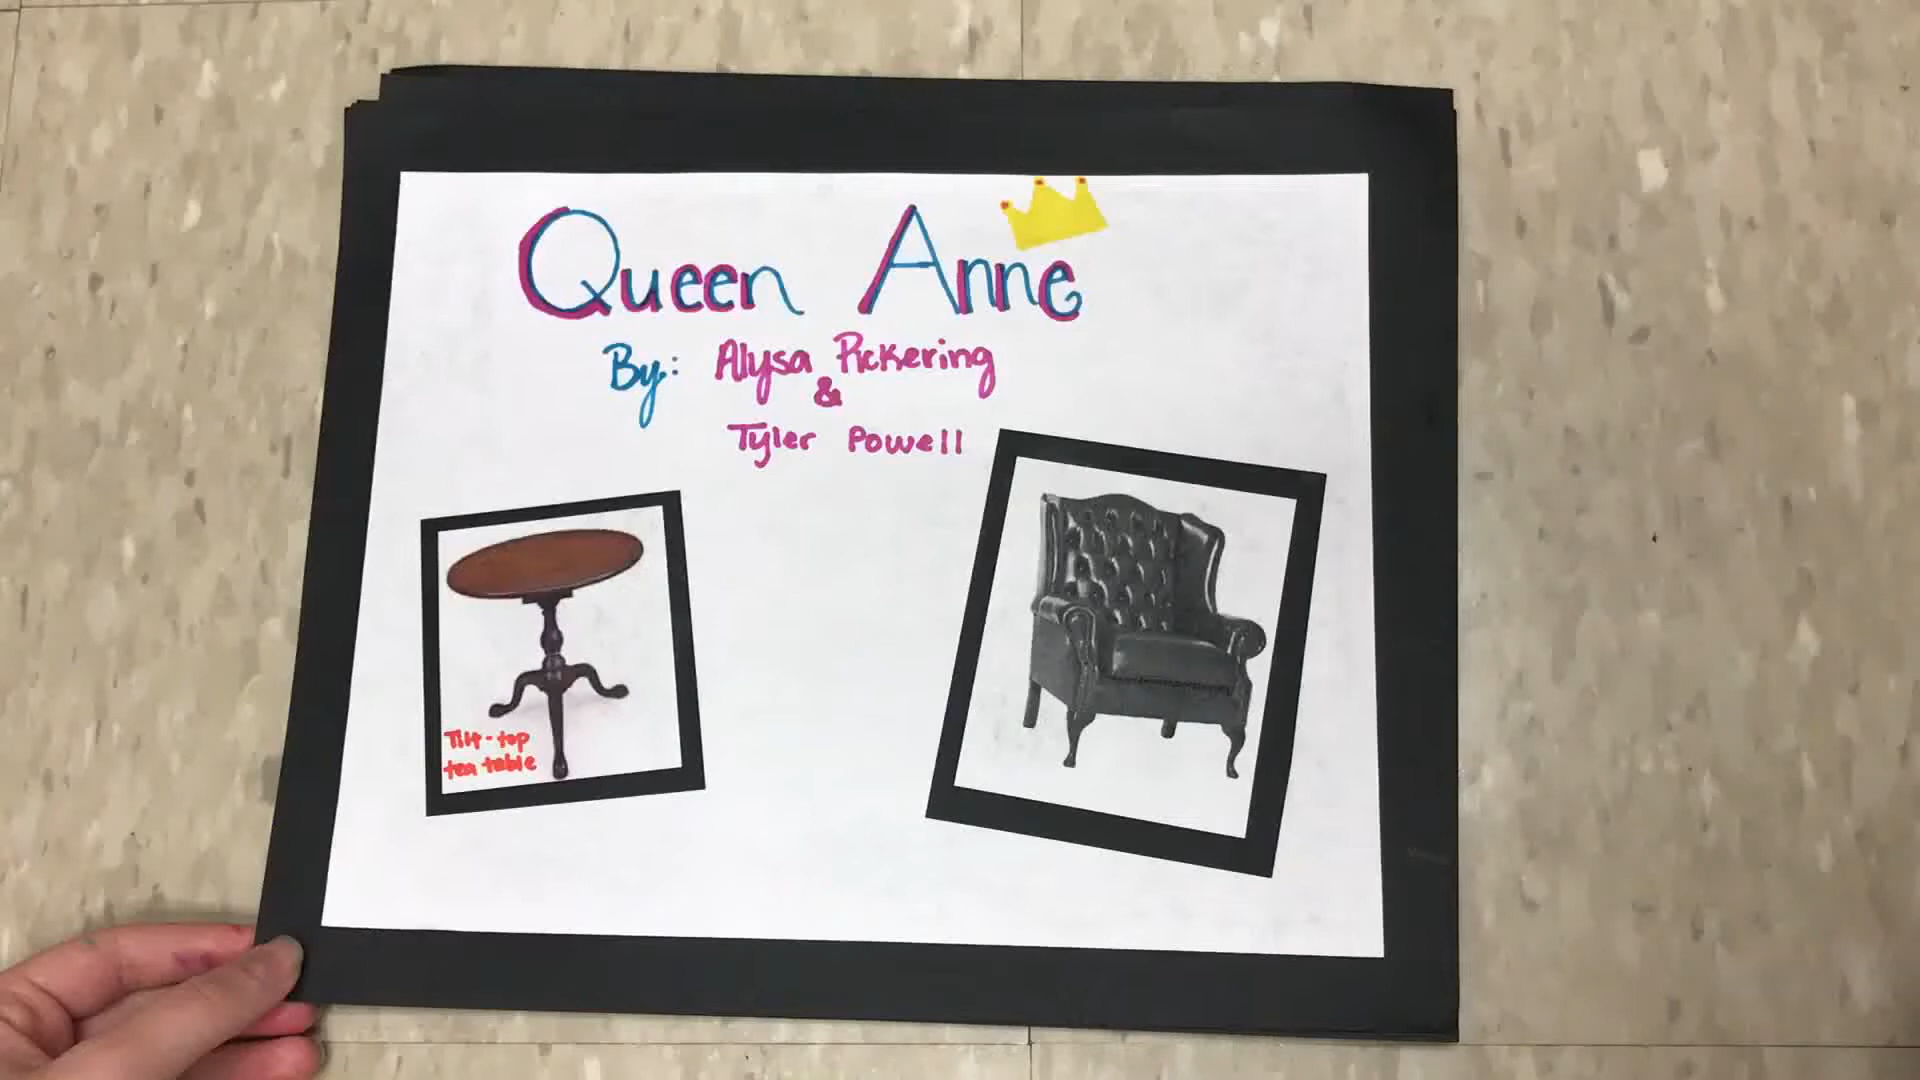 Queen Anne
By: Alysa Pickering
&
Tyler Powell
Tilt-top
tea table